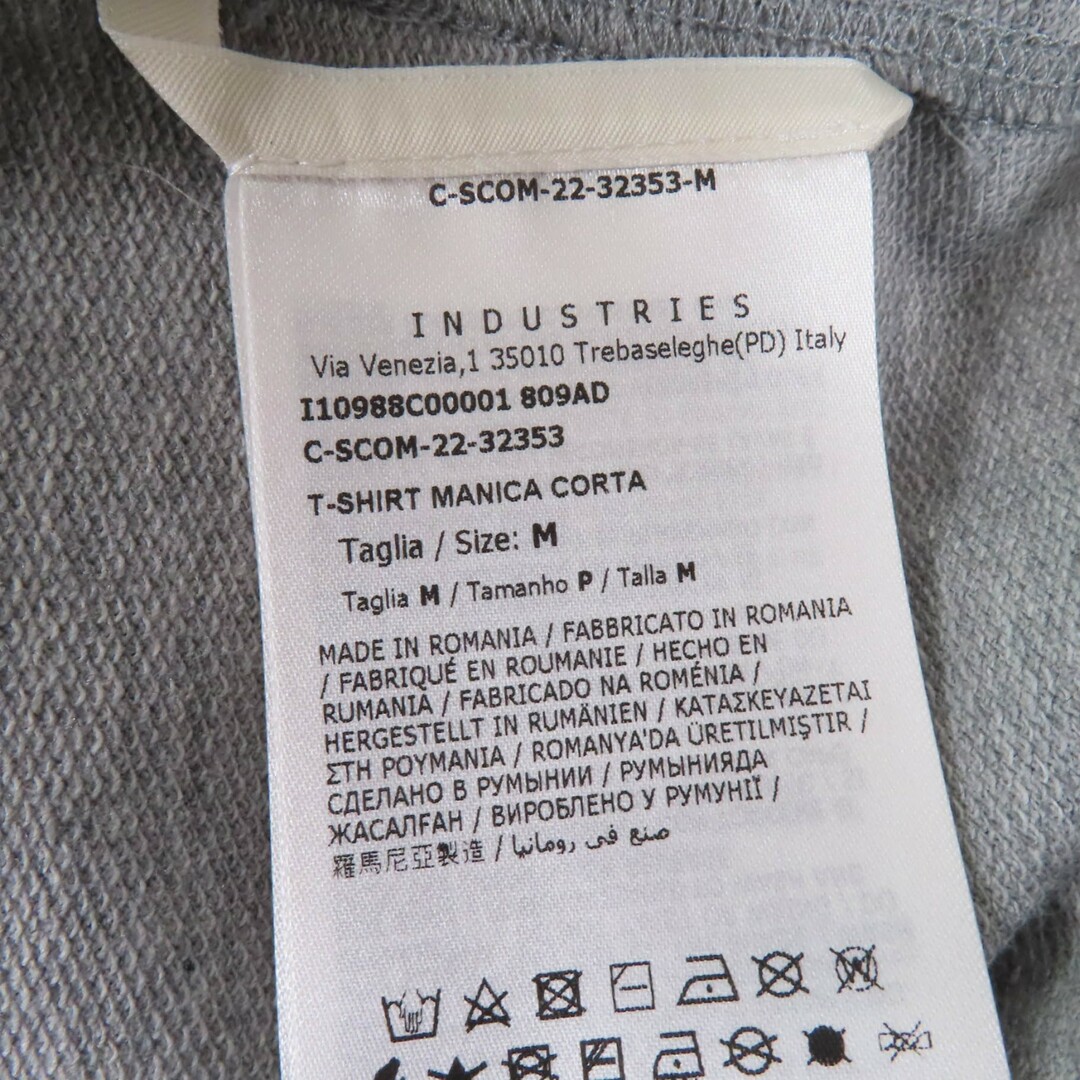 C-SCOM-22-32353-M
INDUSTRIES
Via Venezia,1 35010 Trebaseleghe(PD) Italy
I10988C00001 809AD
C-SCOM-22-32353
T-SHIRT MANICA CORTA
Taglia / Size: M
Taglia M / Tamanho P / Talla M
MADE IN ROMANIA / FABBRICATO IN ROMANIA
/ FABRIQUÉ EN ROUMANIE / HECHO EN
RUMANIA / FABRICADO NA ROMÉNIA /
HERGESTELLT IN RUMÄNIEN / ΚΑΤΑΣΚΕΥΑΖΕΤΑΙ
ΣΤΗ ΡΟΥΜΑΝΙΑ / ROMANYA'DA ÜRETILMIŞTIR /
СДЕЛАНО В РУМЫНИИ / РУМЫНИЯДА
ЖАСАЛҒАН / ВИРОБЛЕНО У РУМУНІЇ /
羅馬尼亞製造 / صنع في رومانيا